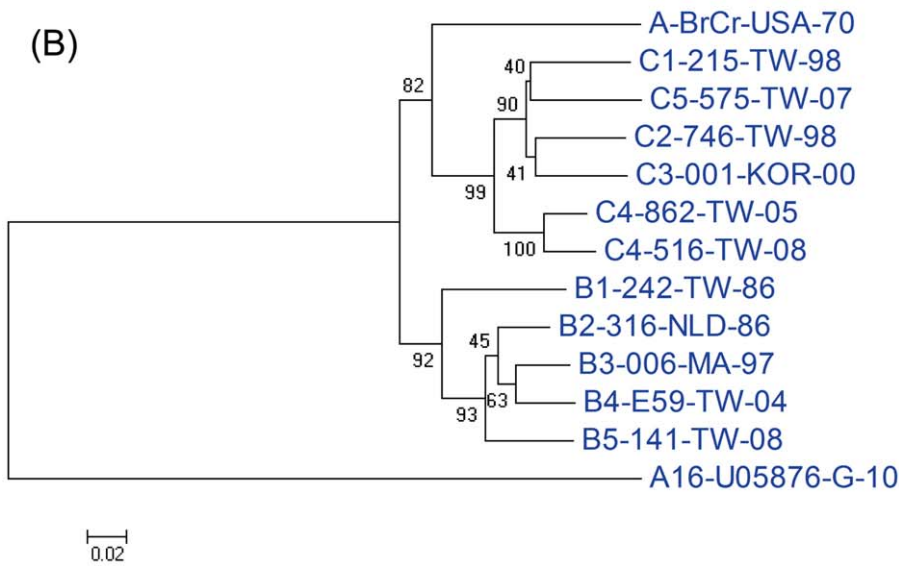 (B)
A-BrCr-USA-70
C1-215-TW-98
40
82
C5-575-TW-07
90
C2-746-TW-98
41
C3-001-KOR-00
99
C4-862-TW-05
100
C4-516-TW-08
B1-242-TW-86
B2-316-NLD-86
45
92
B3-006-MA-97
63
B4-E59-TW-04
93
B5-141-TW-08
A16-U05876-G-10
0.02